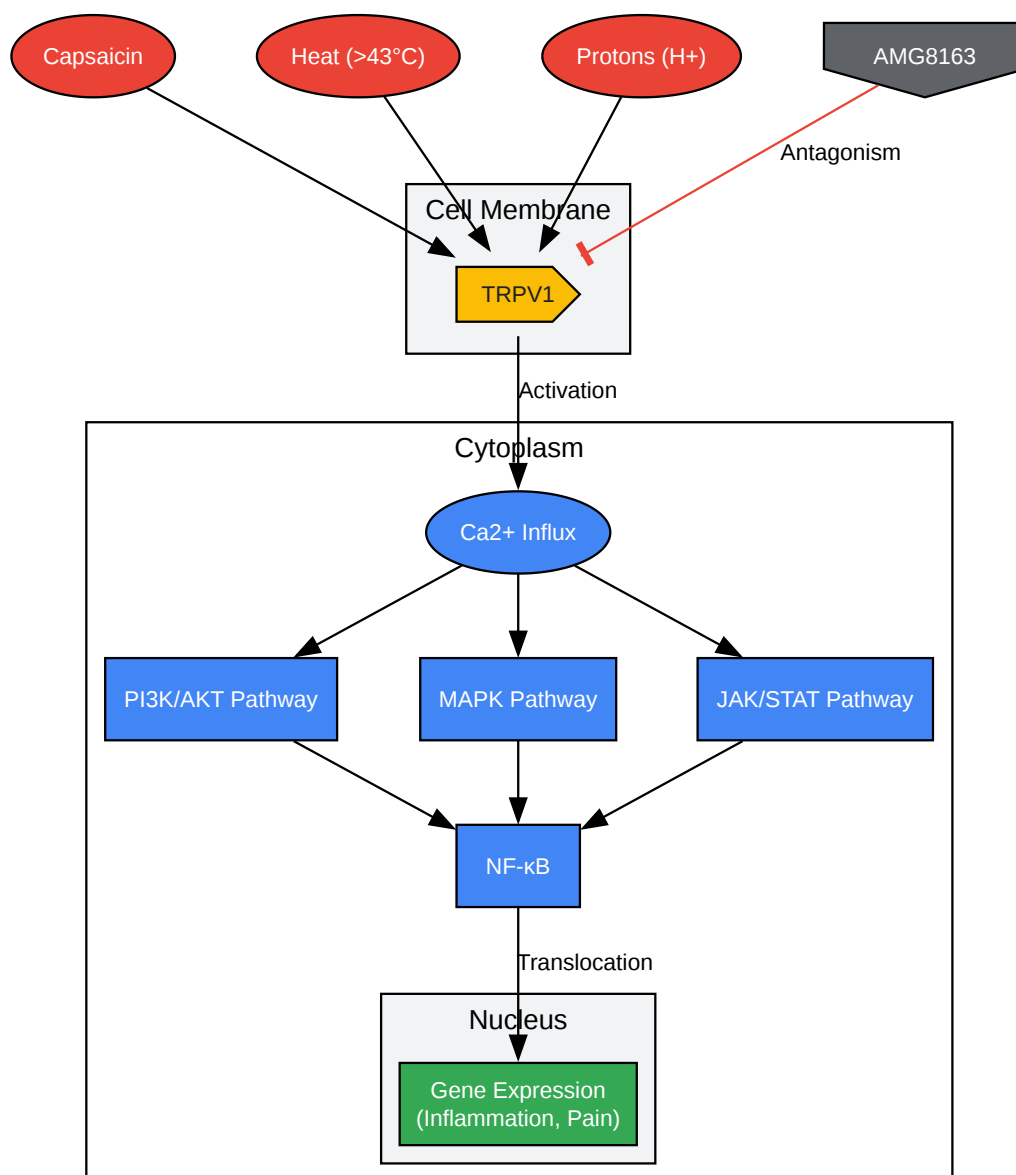 Capsaicin
Heat (>43°C)
Protons (H+)
AMG8163
Antagonism
Cell Membrane
TRPV1
Activation
Cytoplasm
Ca2+ Influx
PI3K/AKT Pathway
MAPK Pathway
JAK/STAT Pathway
NF-κB
Translocation
Nucleus
Gene Expression
(Inflammation, Pain)